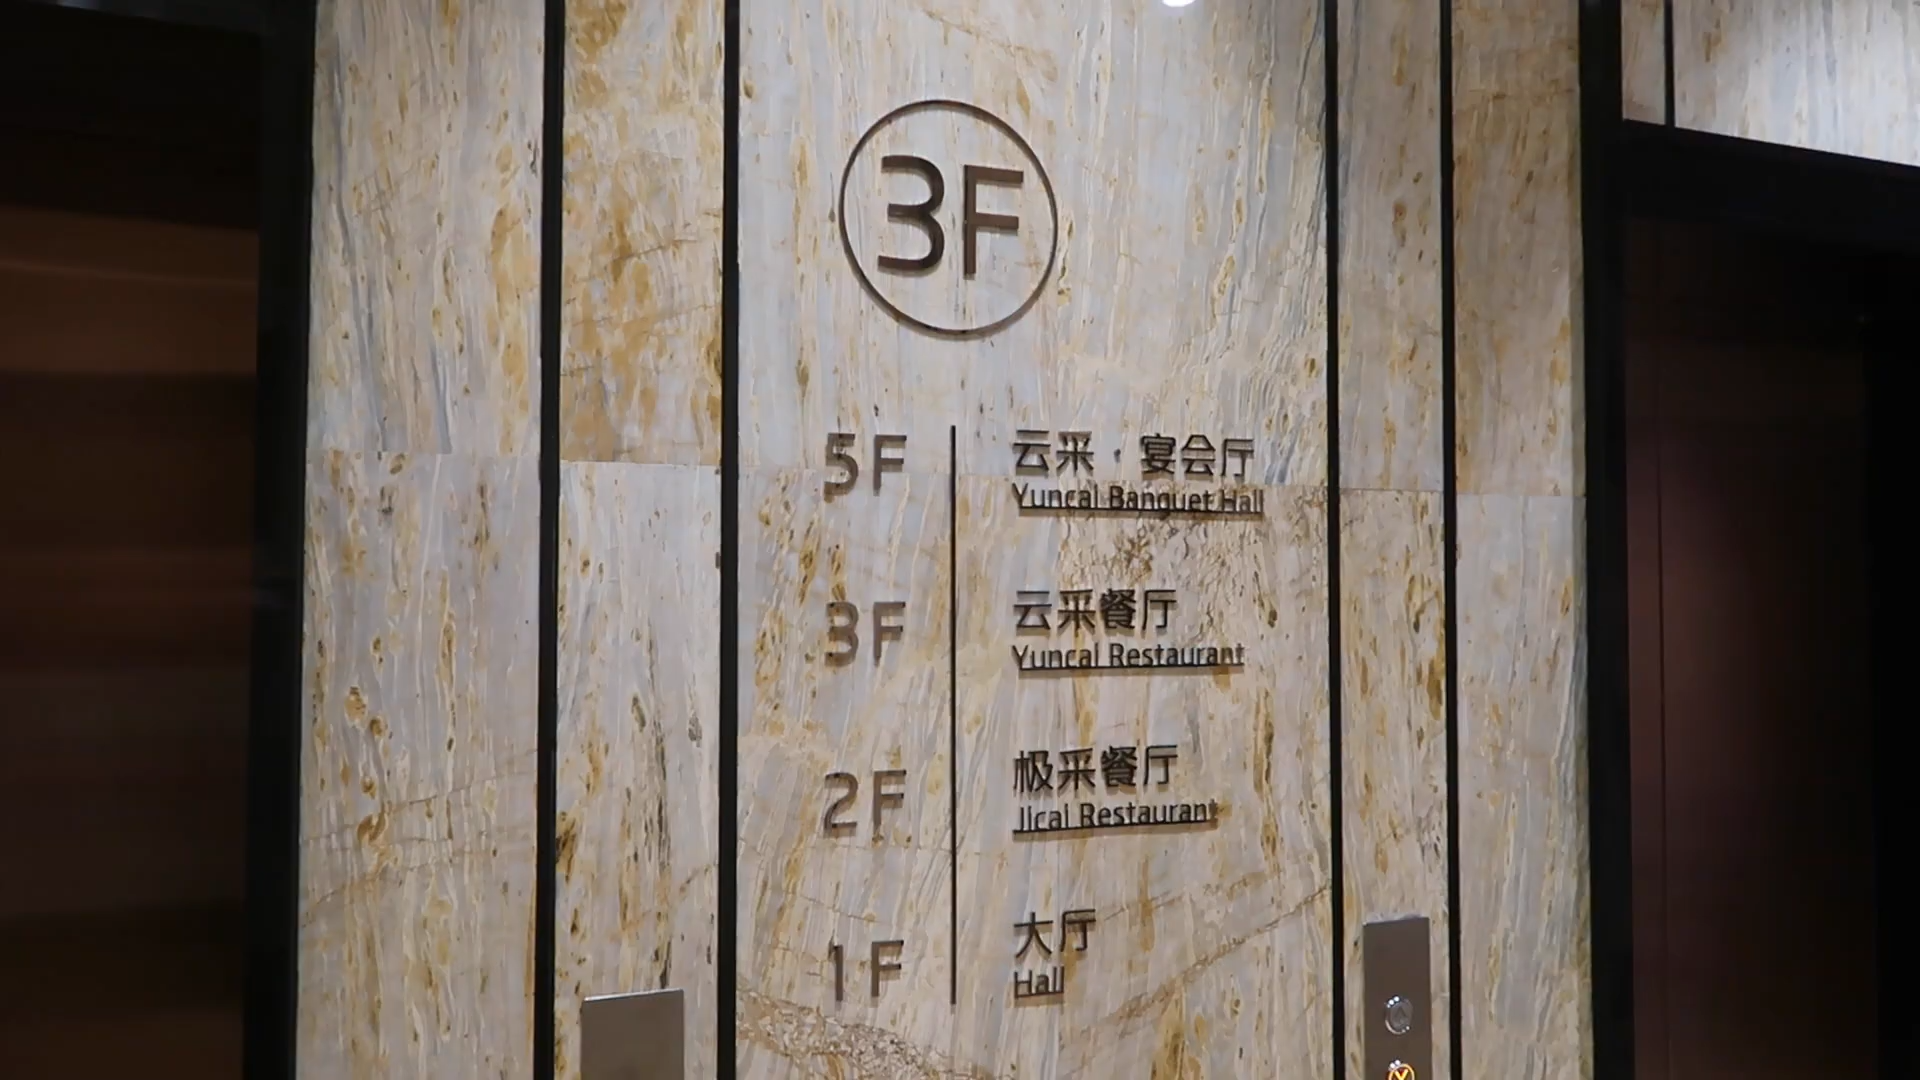 3F
5F
云采·宴会厅
Yuncai Banquet Hall
3F
云采餐厅
Yuncai Restaurant
2F
极采餐厅
Jicai Restaurant
1F
大厅
Hall